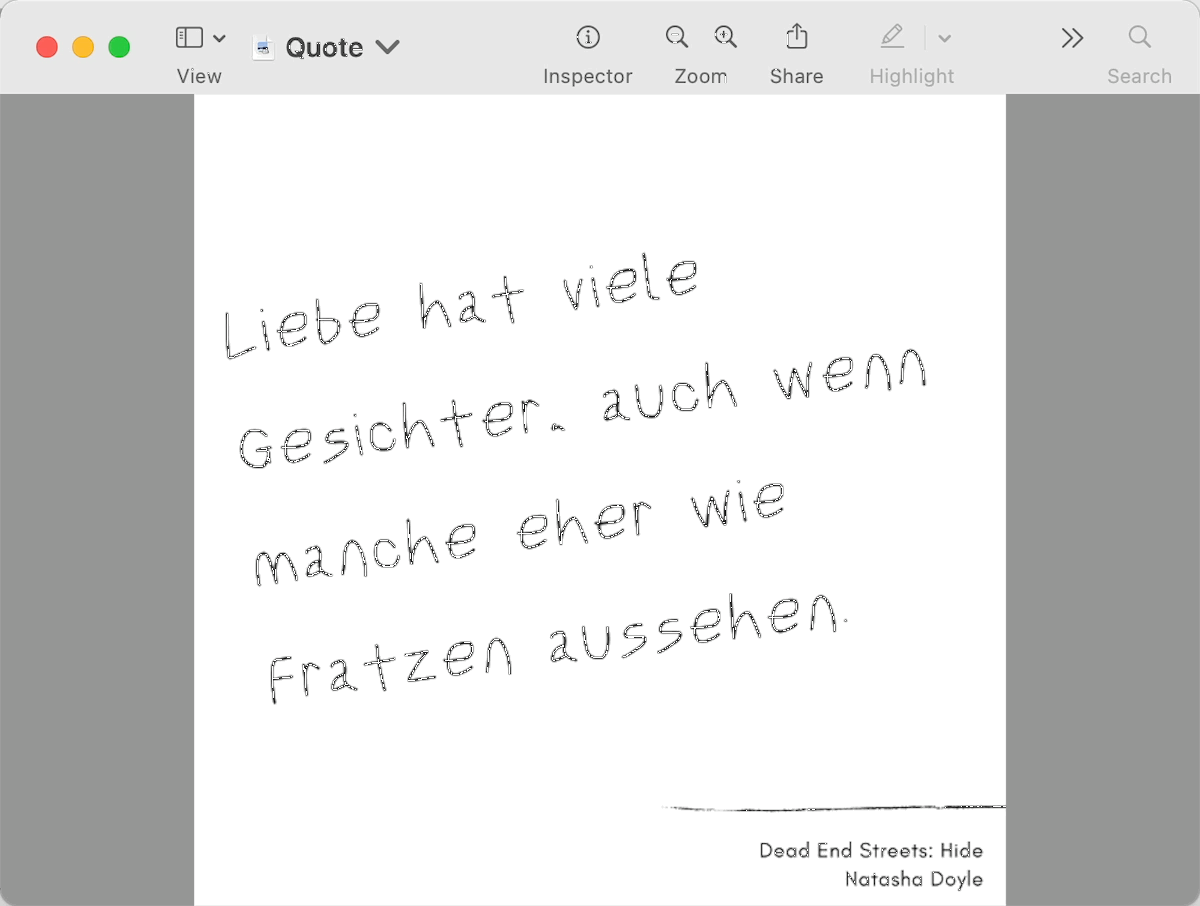 Quote
View
Inspector
Zoom
Share
Highlight
Search
Liebe hat viele
Gesichter, auch wenn
manche eher wie
Fratzen aussehen.
Dead End Streets: Hide
Natasha Doyle